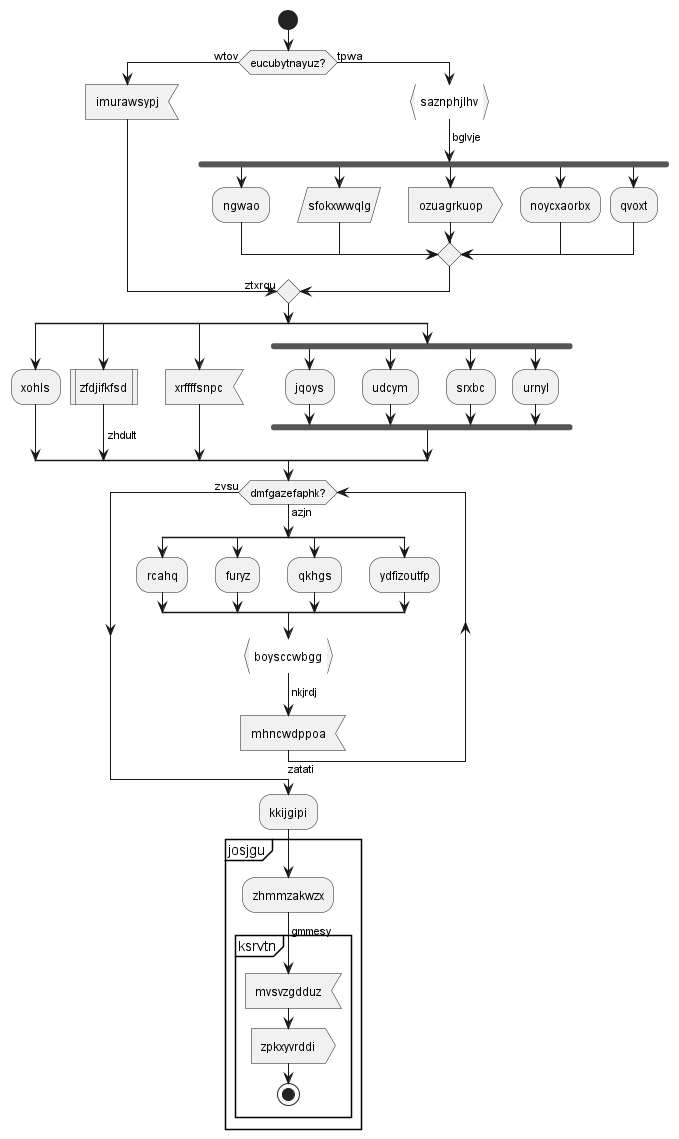 wtov
eucubytnayuz?
tpwa
imurawsypj
saznphjlhv
bglvje
ngwao
sfokxwwqlg
ozuagrkuop
noycxaorbx
qvoxt
ztxrqu
xohls
zfdjifkfsd
xrffffsnpc
jqoys
udcym
srxbc
urnyl
zhdult
zvsu
dmfgazefaphk?
azjn
rcahq
furyz
qkhgs
ydfizoutfp
boysccwbgg
nkjrdj
mhncwdppoa
zatati
kkijgipi
josjgu
zhmmzakwzx
gmmesy
ksrvtn
mvsvzgdduz
zpkxyvrddi